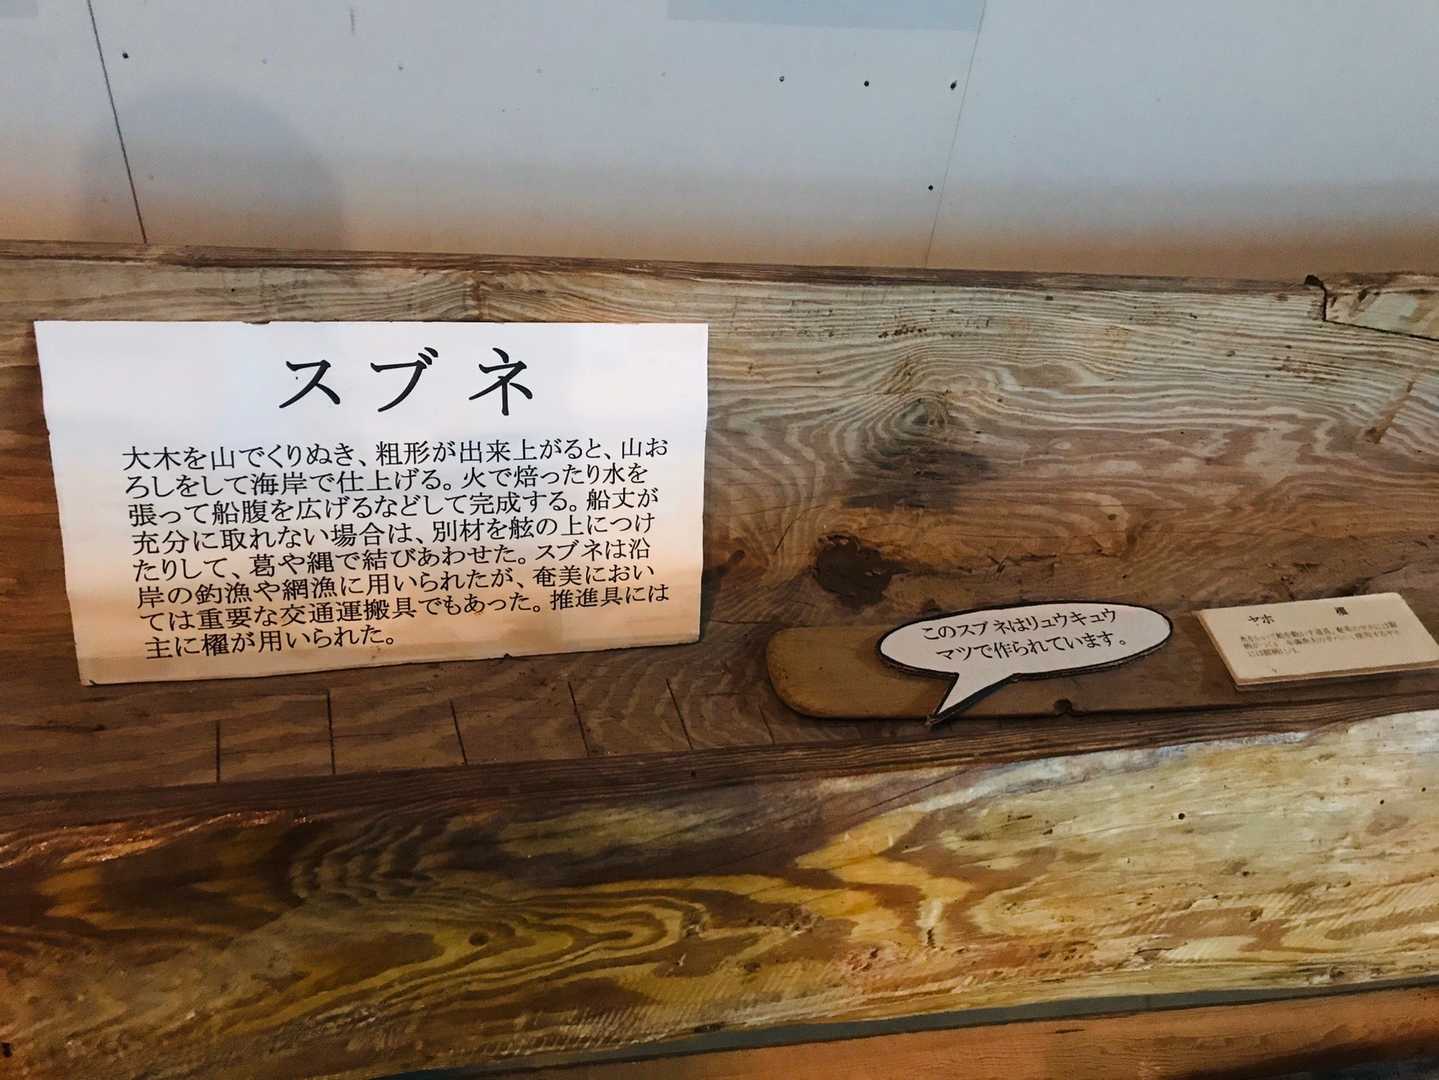 スブネ
大木を山でくりぬき、粗形が出来上がると、山お
ろしをして海岸で仕上げる。火で焙ったり水を
張って船腹を広げるなどして完成する。船丈が
充分に取れない場合は、別材を舷の上につけ
たりして、葛や縄で結びあわせた。スブネは沿
岸の釣漁や網漁に用いられたが、奄美におい
ては重要な交通運搬具でもあった。推進具には
主に櫂が用いられた。
このスブネはリュウキュウ
マツで作られています。
ヤホ 櫂